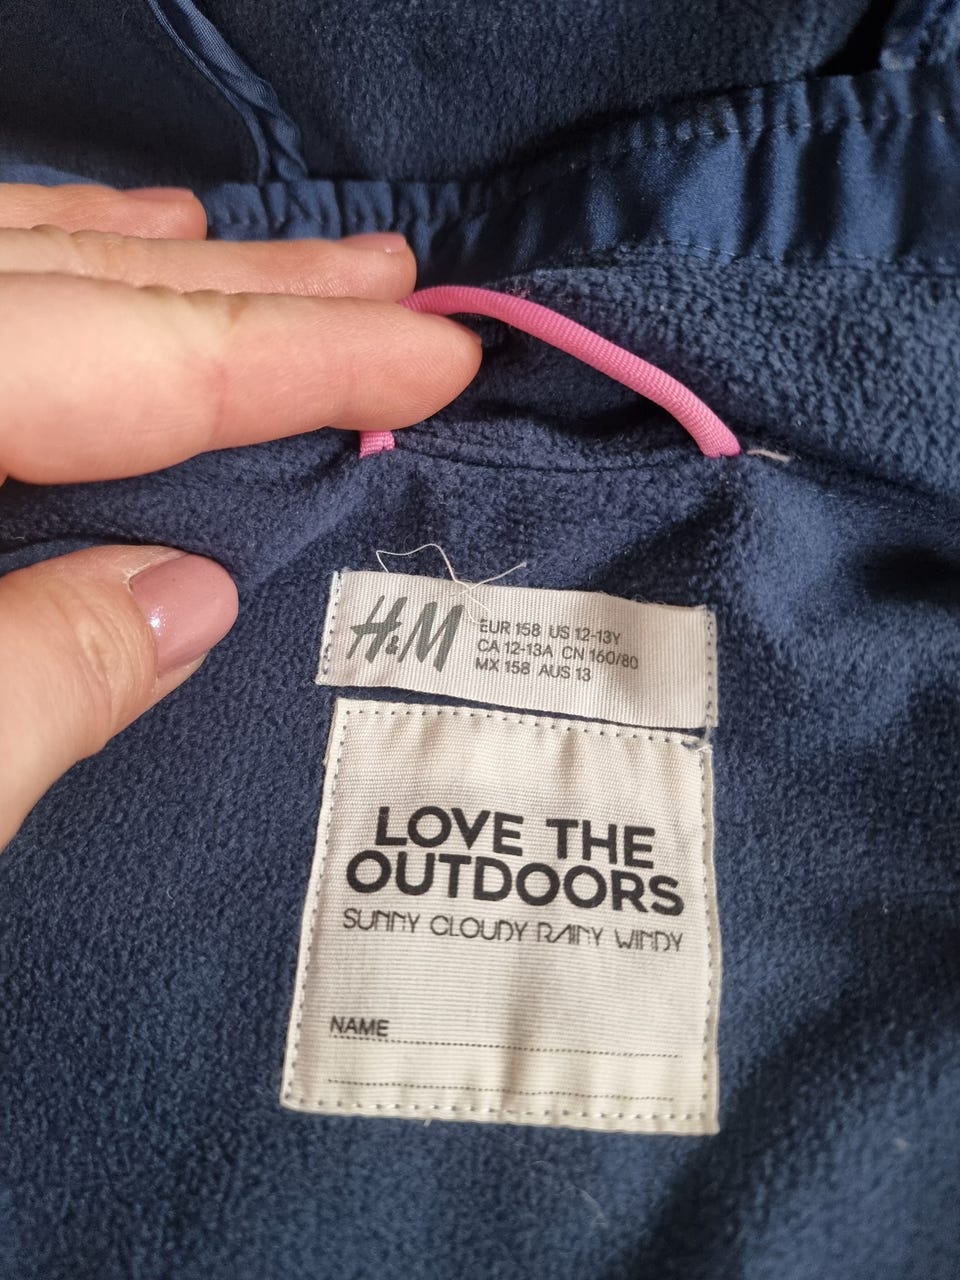 H&M
EUR 158 US 12-13Y
CA 12-13A CN 160/80
MX 158 AUS 13
LOVE THE
OUTDOORS
SUNNY CLOUDY RAINY WINDY
NAME